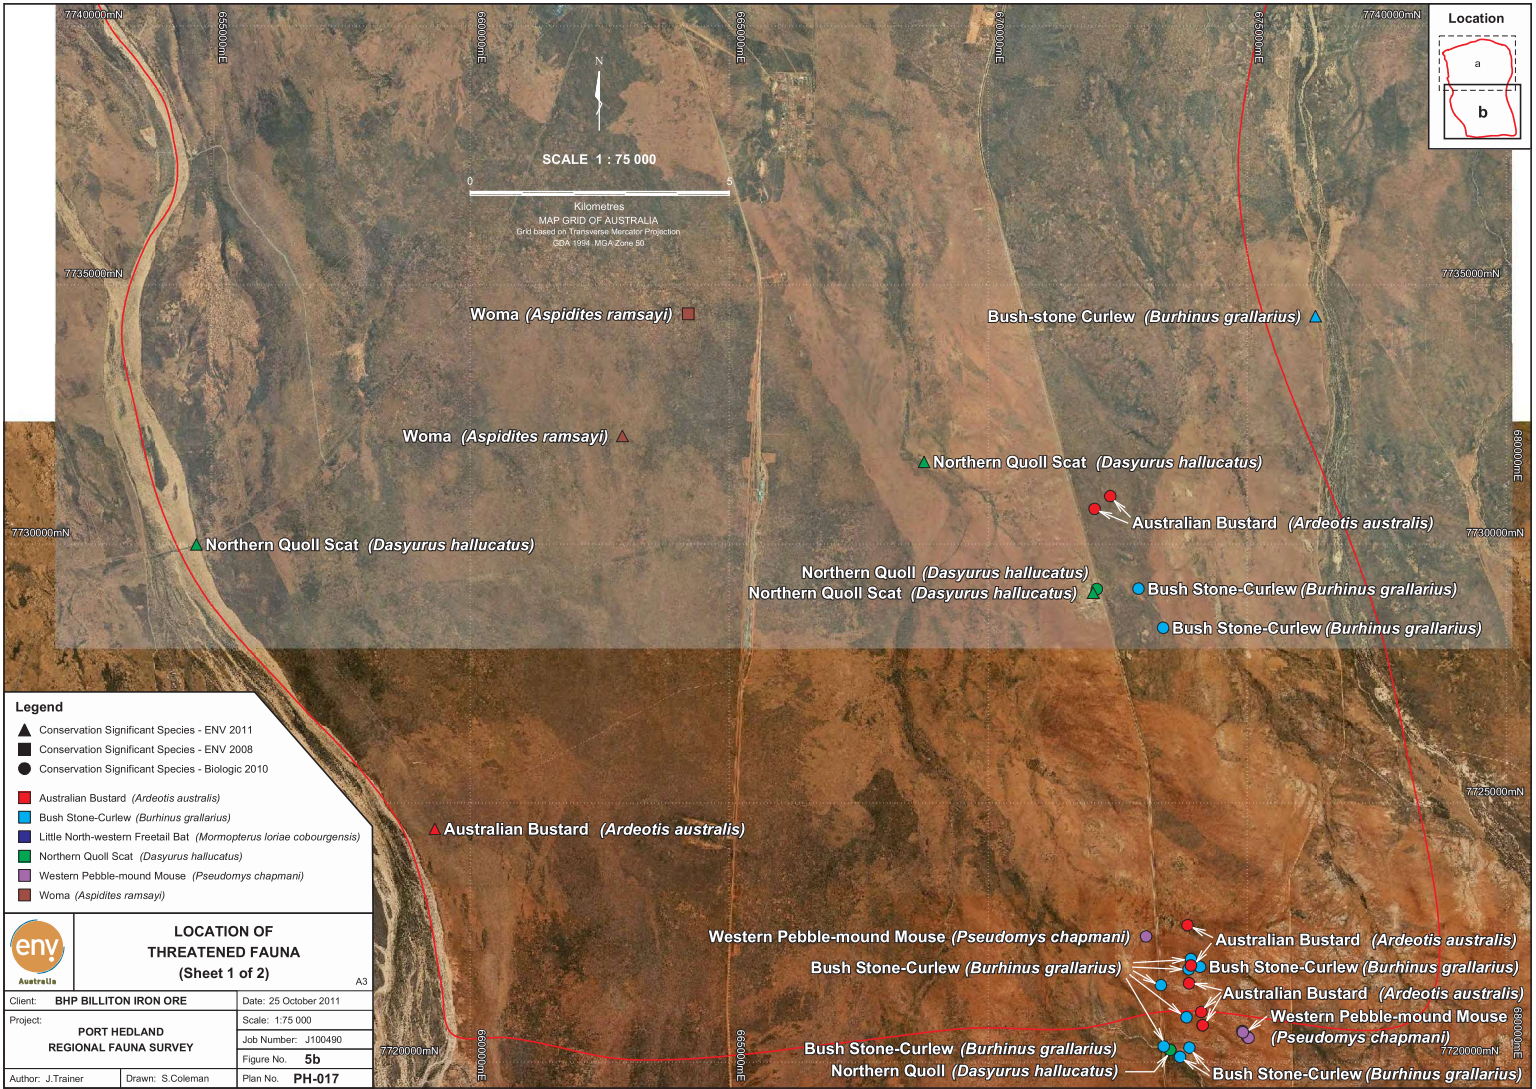 7740000mN
655000mE
660000mE
665000mE
670000mE
675000mE
7740000mN
Location
a
b
N
SCALE 1 : 75 000
0
5
Kilometres
MAP GRID OF AUSTRALIA
Grid based on Transverse Mercator Projection
GDA 1994 MGA Zone 50
7735000mN
7735000mN
Woma (Aspidites ramsayi)
Bush-stone Curlew (Burhinus grallarius)
Woma (Aspidites ramsayi)
680000mE
Northern Quoll Scat (Dasyurus hallucatus)
Australian Bustard (Ardeotis australis)
7730000mN
7730000mN
Northern Quoll Scat (Dasyurus hallucatus)
Northern Quoll (Dasyurus hallucatus)
Northern Quoll Scat (Dasyurus hallucatus)
Bush Stone-Curlew (Burhinus grallarius)
Bush Stone-Curlew (Burhinus grallarius)
7725000mN
Australian Bustard (Ardeotis australis)
Western Pebble-mound Mouse (Pseudomys chapmani)
Australian Bustard (Ardeotis australis)
Bush Stone-Curlew (Burhinus grallarius)
Bush Stone-Curlew (Burhinus grallarius)
Australian Bustard (Ardeotis australis)
Western Pebble-mound Mouse
(Pseudomys chapmani)
Bush Stone-Curlew (Burhinus grallarius)
Northern Quoll (Dasyurus hallucatus)
Bush Stone-Curlew (Burhinus grallarius)
7720000mN
660000mE
665000mE
680000mE
7720000mN
Legend
Conservation Significant Species - ENV 2011
Conservation Significant Species - ENV 2008
Conservation Significant Species - Biologic 2010
Australian Bustard (Ardeotis australis)
Bush Stone-Curlew (Burhinus grallarius)
Little North-western Freetail Bat (Mormopterus loriae cobourgensis)
Northern Quoll Scat (Dasyurus hallucatus)
Western Pebble-mound Mouse (Pseudomys chapmani)
Woma (Aspidites ramsayi)
env
Australia
LOCATION OF
THREATENED FAUNA
(Sheet 1 of 2)
A3
Client: BHP BILLITON IRON ORE
Date: 25 October 2011
Project:
PORT HEDLAND
REGIONAL FAUNA SURVEY
Scale: 1:75 000
Job Number: J100490
Figure No. 5b
Author: J.Trainer
Drawn: S.Coleman
Plan No. PH-017